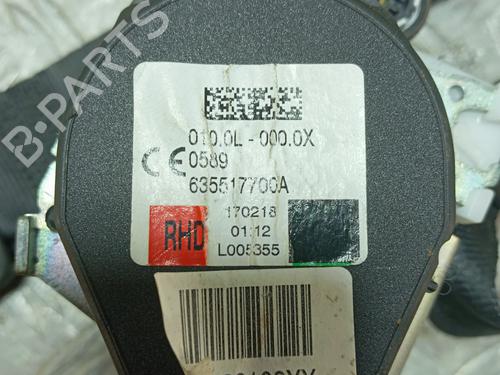 B-PARTS
010.0L - 000.0X
CE 0589
635517700A
170218
RHD 01:12
L005355